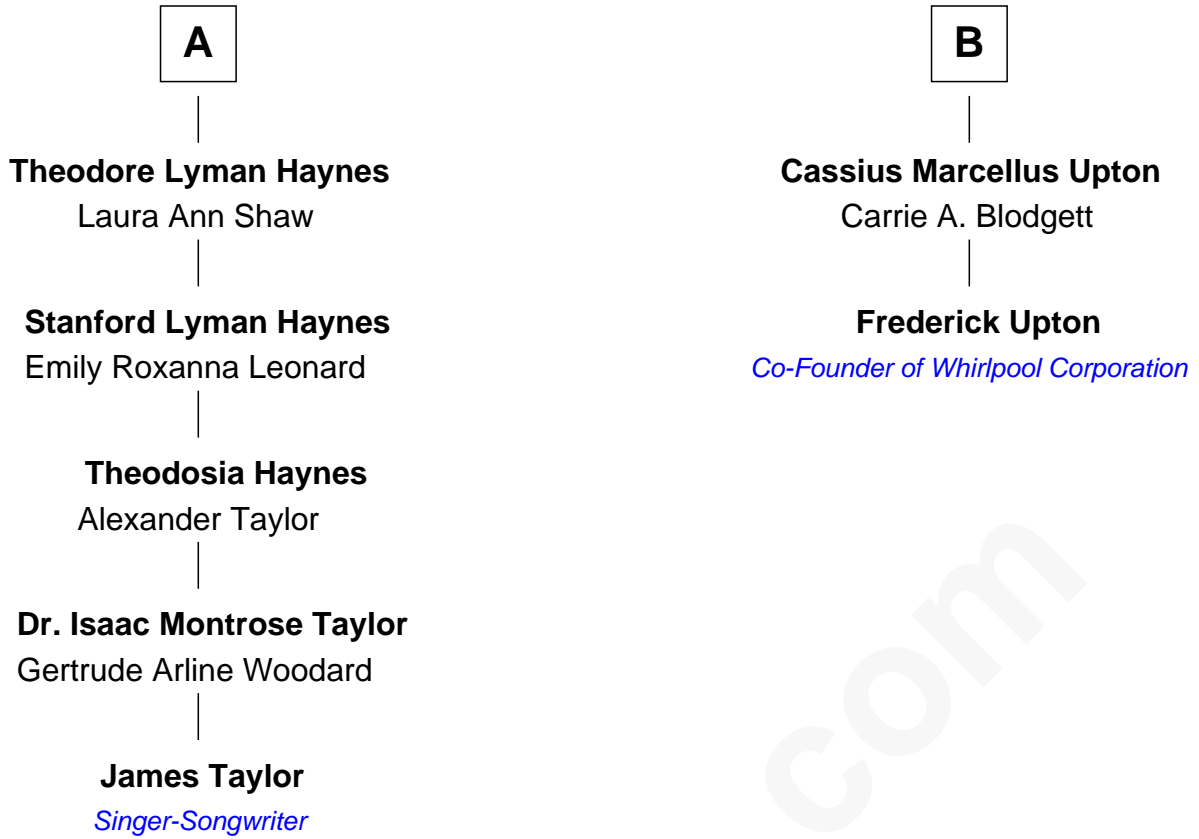 A
Theodore Lyman Haynes
Laura Ann Shaw
Stanford Lyman Haynes
Emily Roxanna Leonard
Theodosia Haynes
Alexander Taylor
Dr. Isaac Montrose Taylor
Gertrude Arline Woodard
James Taylor
Singer-Songwriter
B
Cassius Marcellus Upton
Carrie A. Blodgett
Frederick Upton
Co-Founder of Whirlpool Corporation
com